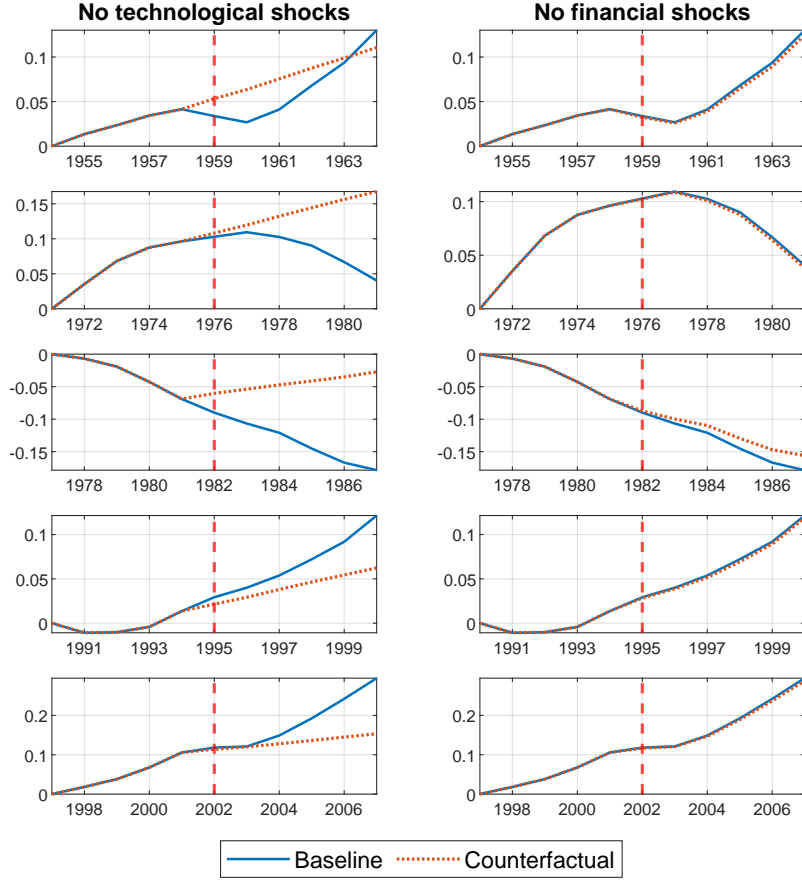 No technological shocks
No financial shocks
0.1
0.05
0
1955 1957 1959 1961 1963
0.1
0.05
0
1955 1957 1959 1961 1963
0.15
0.1
0.05
0
1972 1974 1976 1978 1980
0.1
0.05
0
1972 1974 1976 1978 1980
0
-0.05
-0.1
-0.15
1978 1980 1982 1984 1986
0
-0.05
-0.1
-0.15
1978 1980 1982 1984 1986
0.1
0.05
0
1991 1993 1995 1997 1999
0.1
0.05
0
1991 1993 1995 1997 1999
0.2
0.1
0
1998 2000 2002 2004 2006
0.2
0.1
0
1998 2000 2002 2004 2006
Baseline Counterfactual